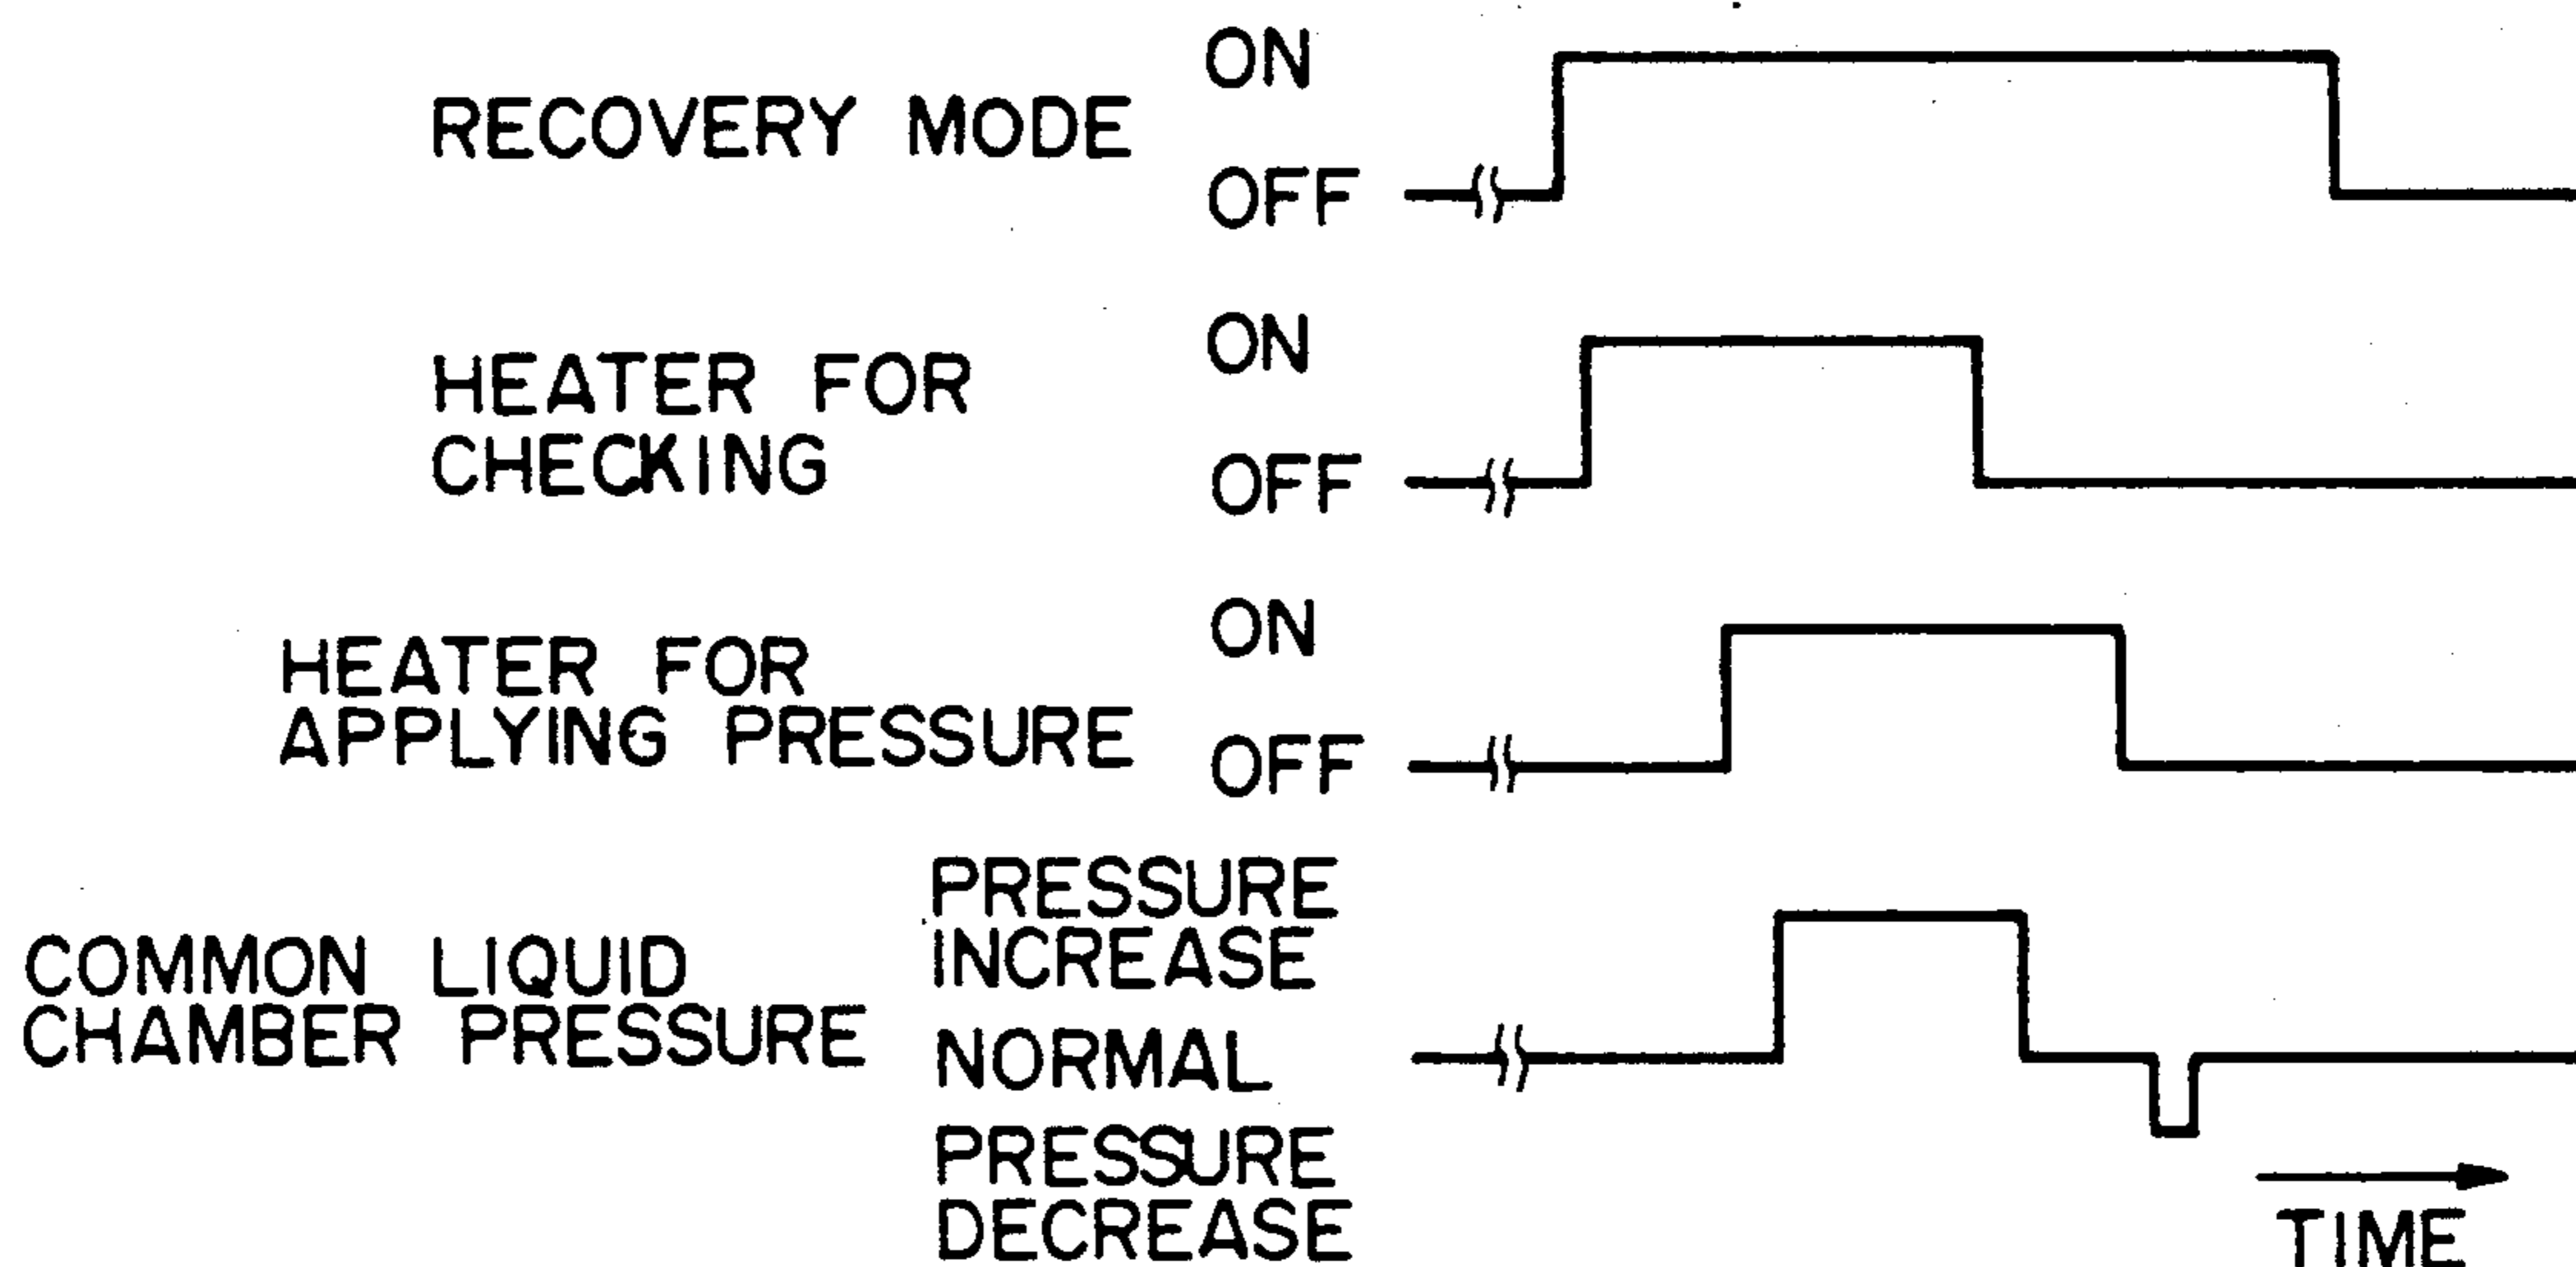 ON
RECOVERY MODE
OFF
ON
HEATER FOR
CHECKING
OFF
ON
HEATER FOR
APPLYING PRESSURE
OFF
COMMON LIQUID
CHAMBER PRESSURE
PRESSURE
INCREASE
NORMAL
PRESSURE
DECREASE
TIME